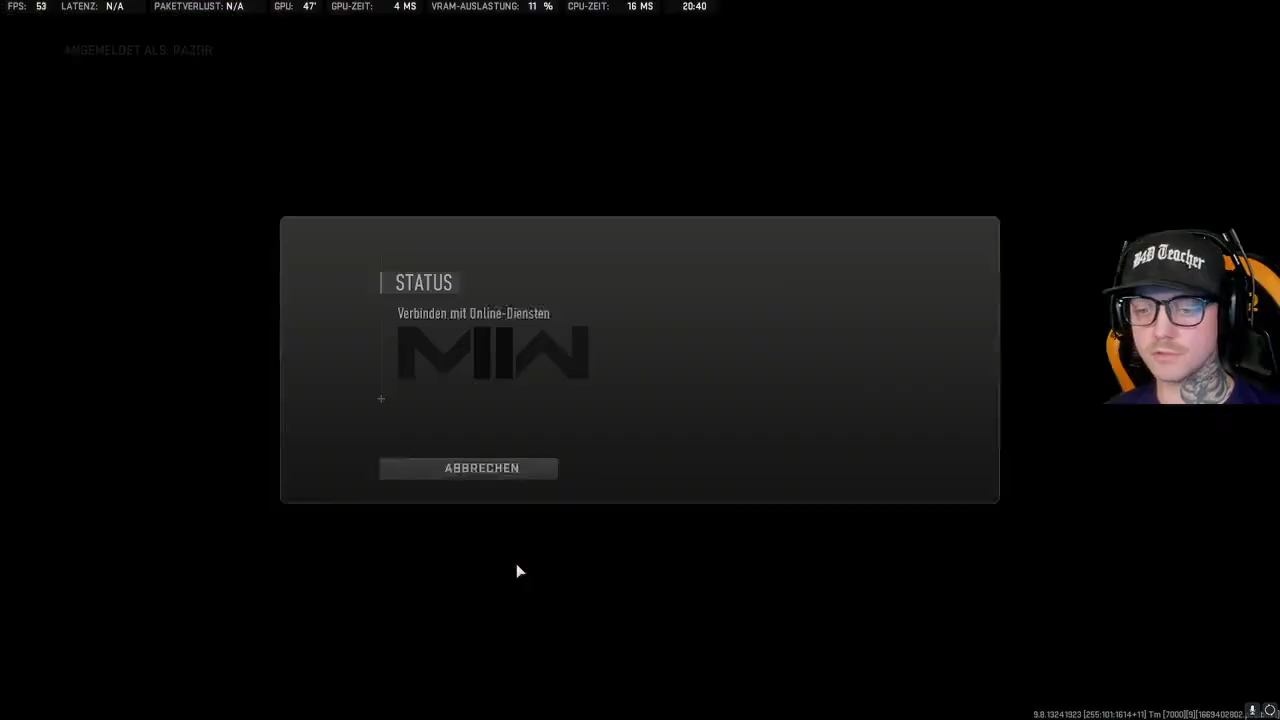 FPS: 53 LATENZ: N/A PAKETVERLUST: N/A GPU: 47° GPU-ZEIT: 4 MS VRAM-AUSLASTUNG: 11 % CPU-ZEIT: 16 MS 20:40
ANGEMELDET ALS: RAZOR
B4D Teacher
STATUS
Verbinden mit Online-Diensten
MW
ABBRECHEN